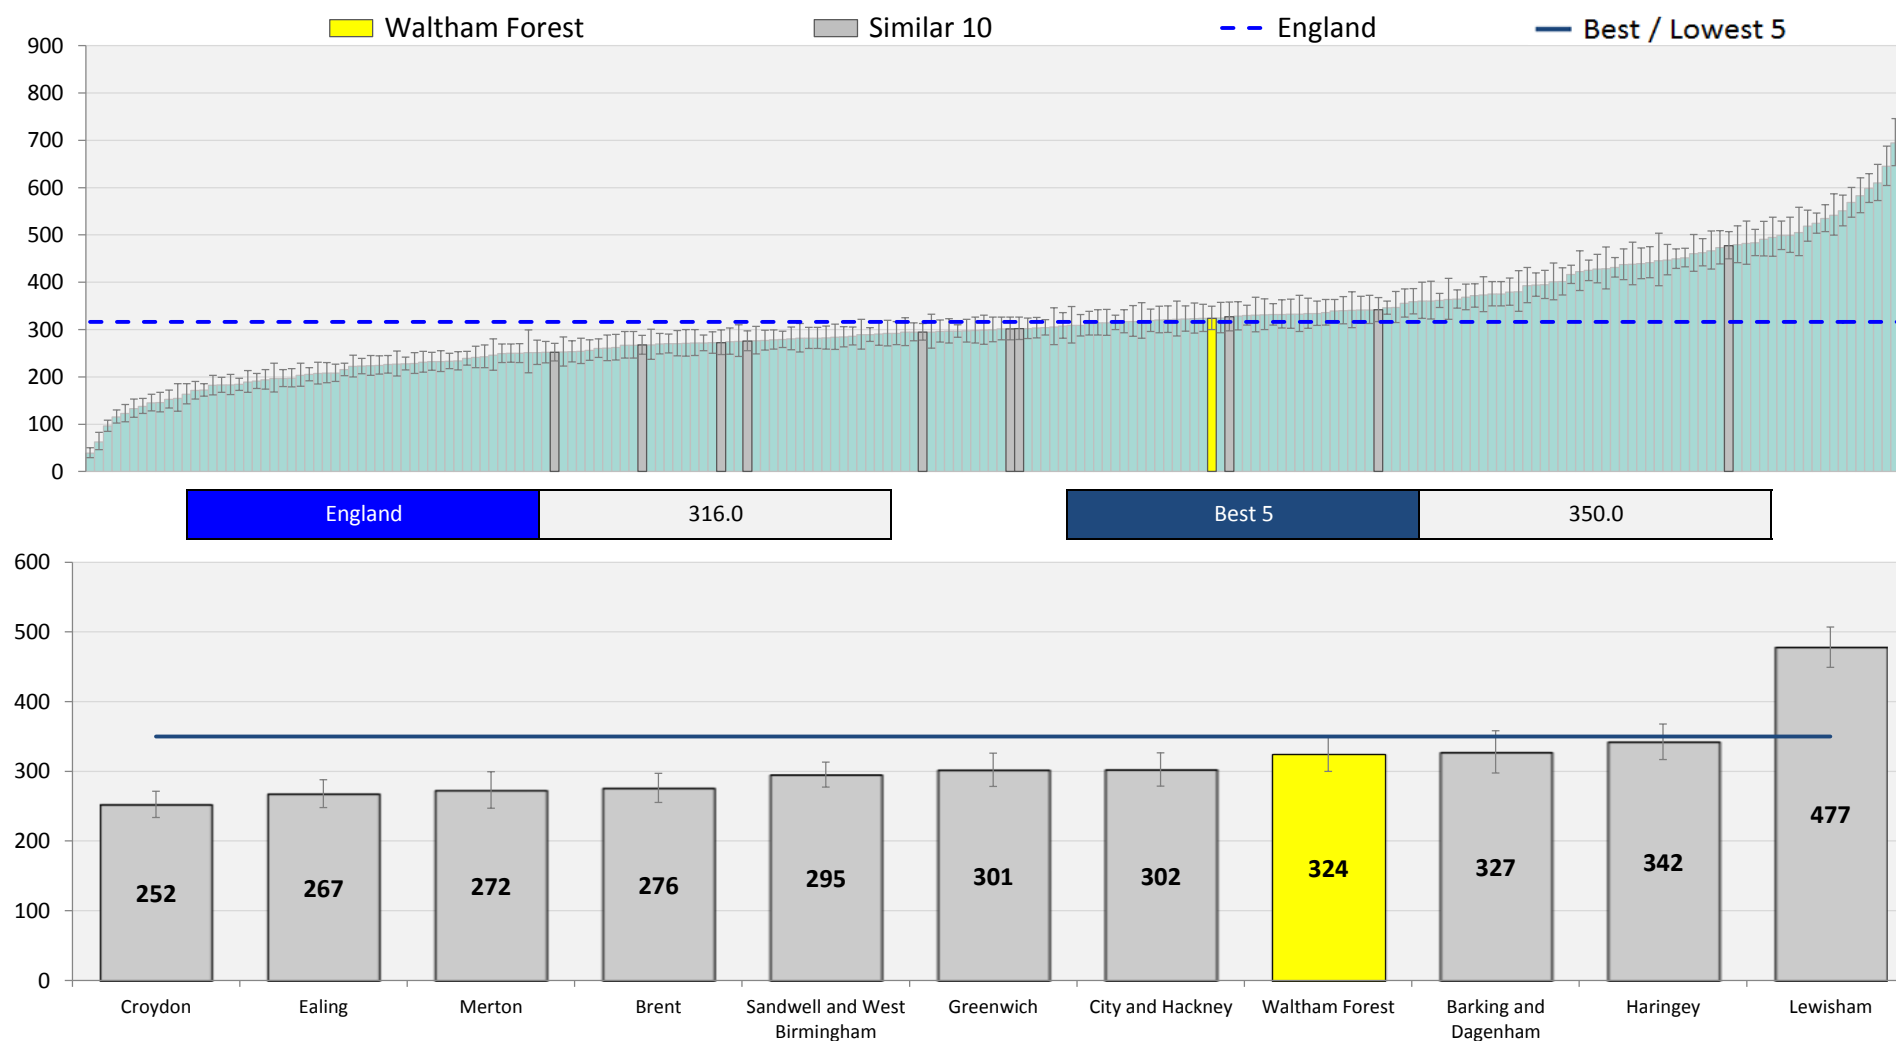 Waltham Forest
Similar 10
England
Best / Lowest 5
900
800
700
600
500
400
300
200
100
0
England 316.0 Best 5 350.0
600
500
400
300
200
100
0
252 267 272 276 295 301 302 324 327 342 477
Croydon Ealing Merton Brent Sandwell and West Greenwich City and Hackney Waltham Forest Barking and Haringey Lewisham
Birmingham Dagenham